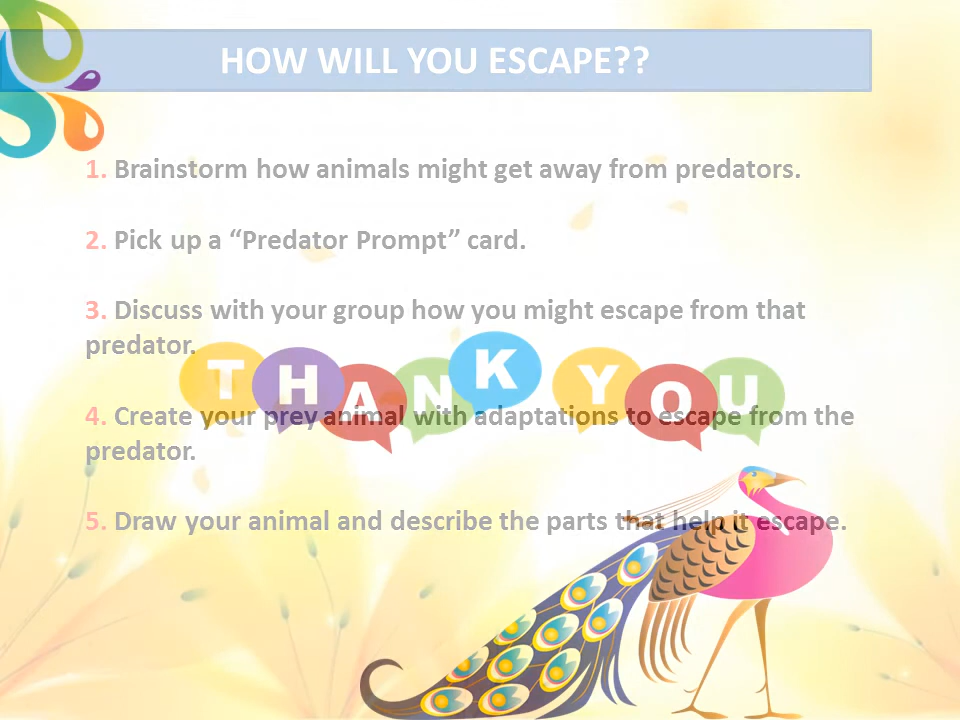 HOW WILL YOU ESCAPE??
1. Brainstorm how animals might get away from predators.
2. Pick up a “Predator Prompt” card.
3. Discuss with your group how you might escape from that
predator.
THANK YOU
4. Create your prey animal with adaptations to escape from the
predator.
5. Draw your animal and describe the parts that help it escape.